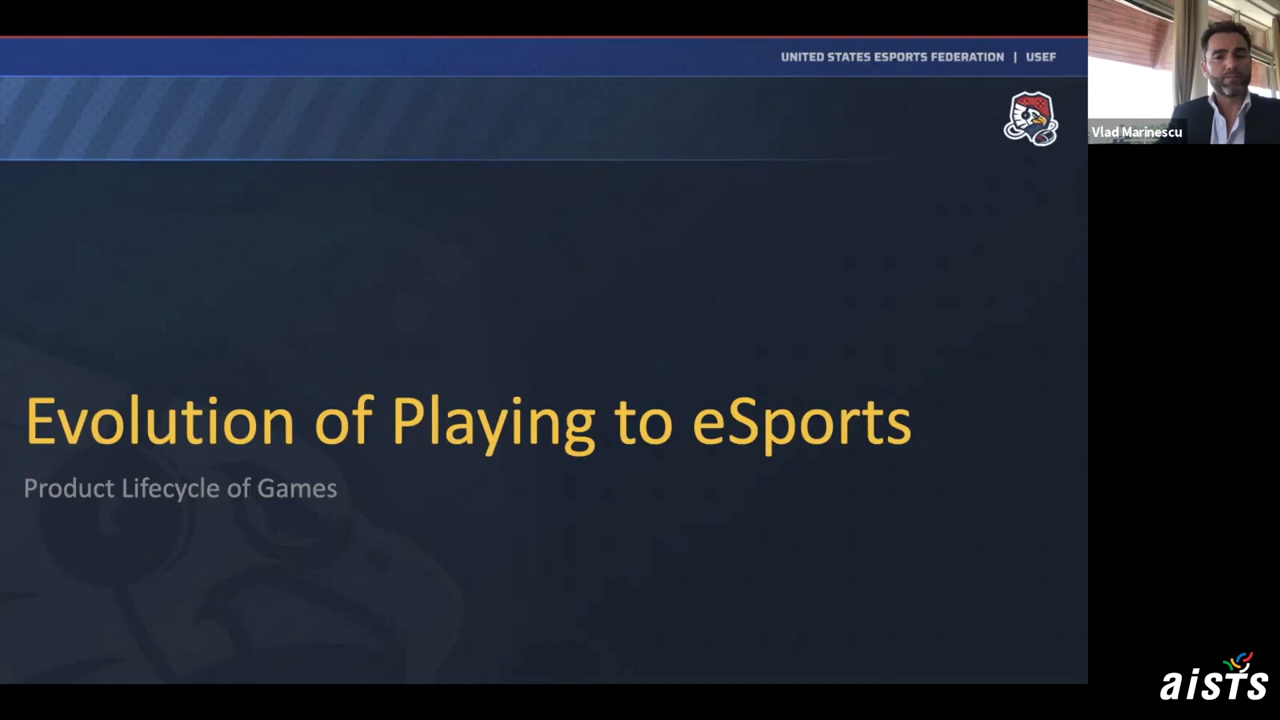 UNITED STATES ESPORTS FEDERATION | USEF
Vlad Marinescu
Evolution of Playing to eSports
Product Lifecycle of Games
aisTs